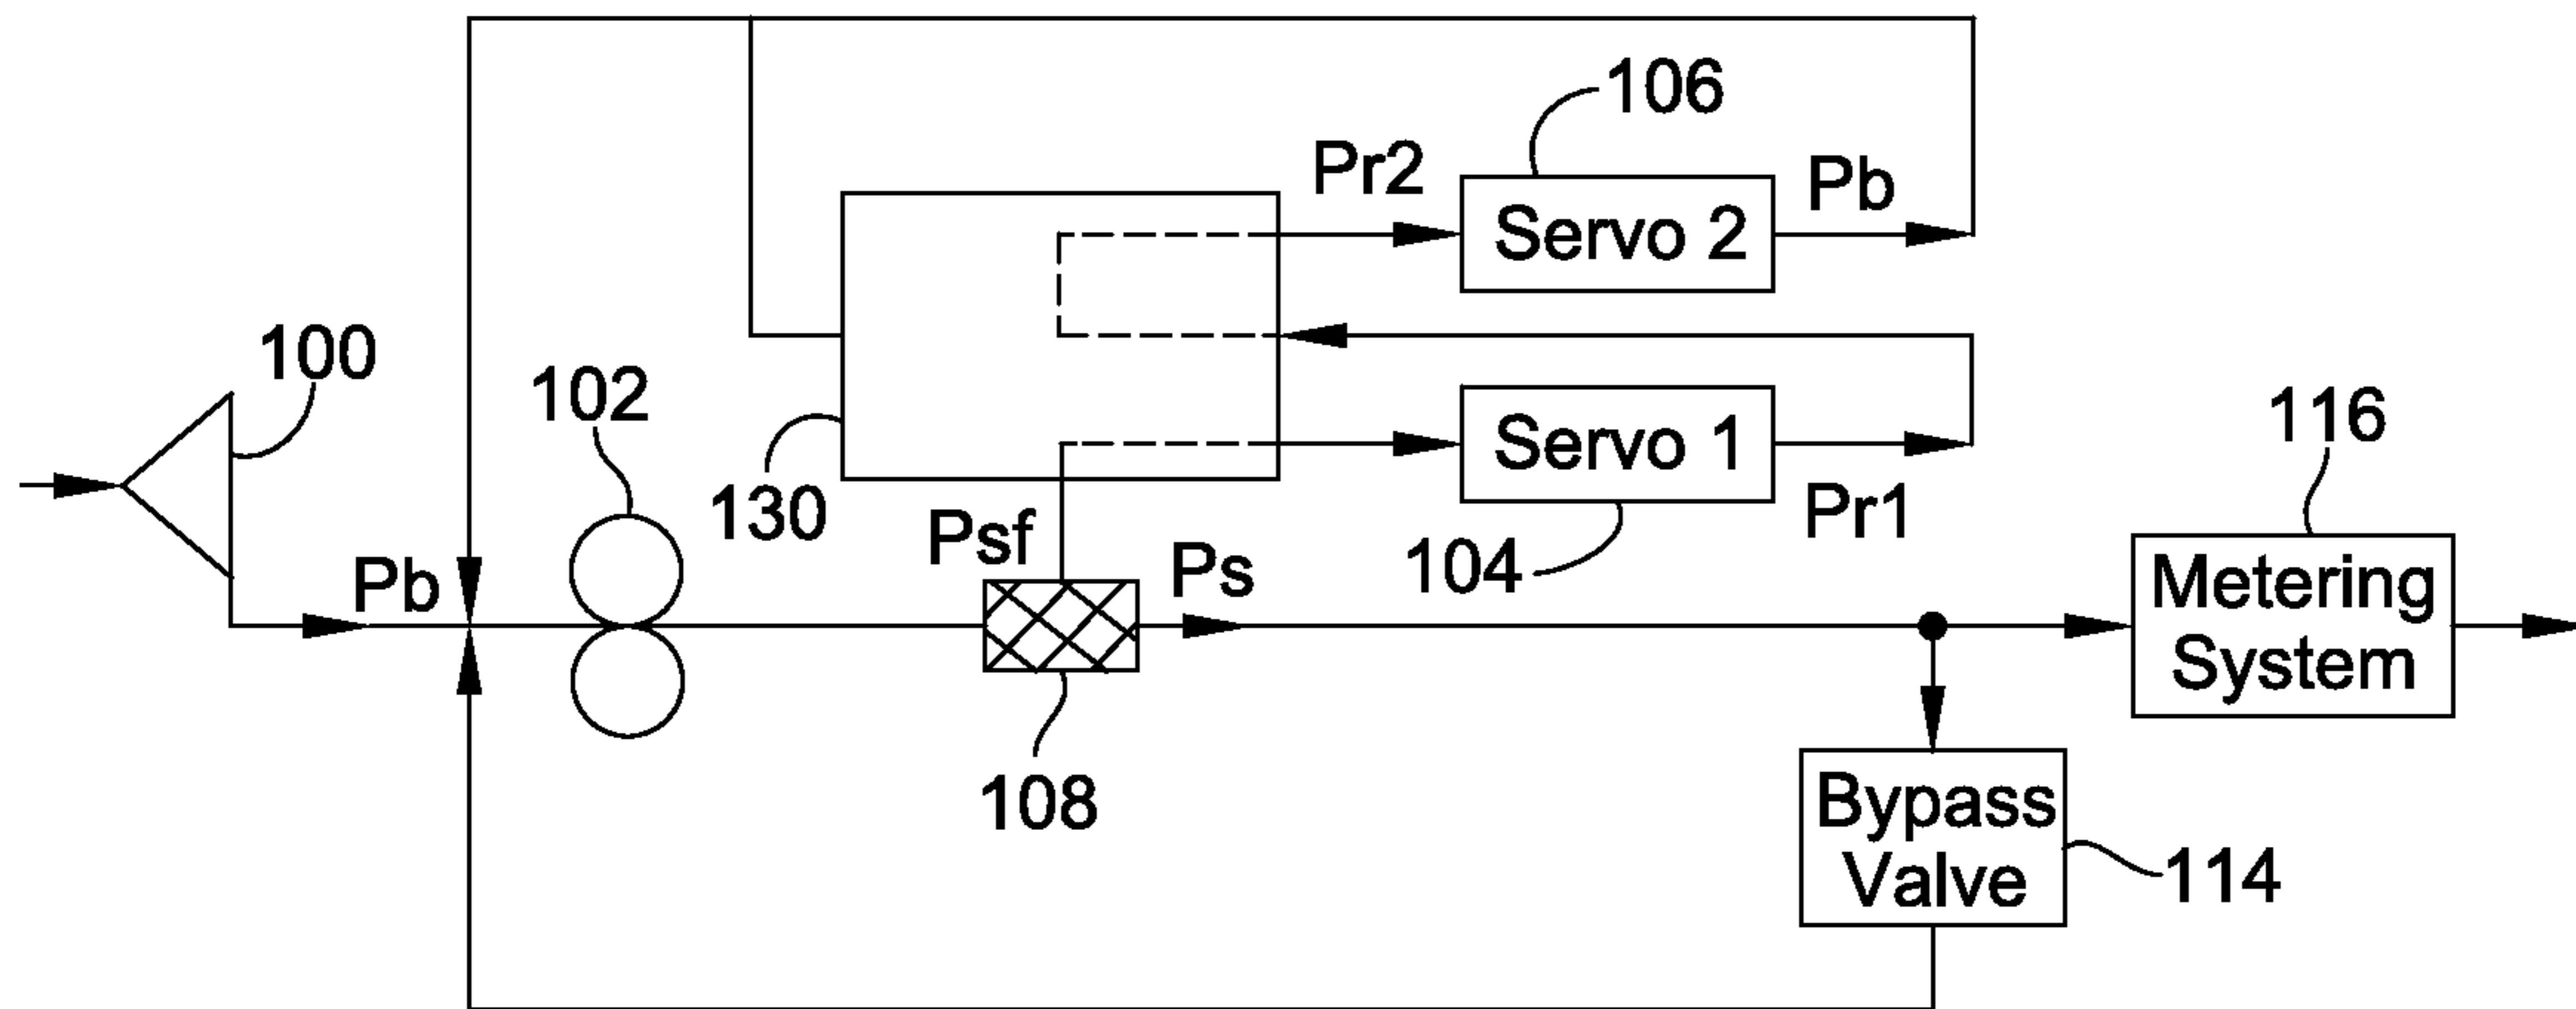 106
Pr2
Pb
Servo 2
100
102
130
Servo 1
116
Psf
Ps
104
Pr1
Pb
Metering
System
108
Bypass
Valve
114